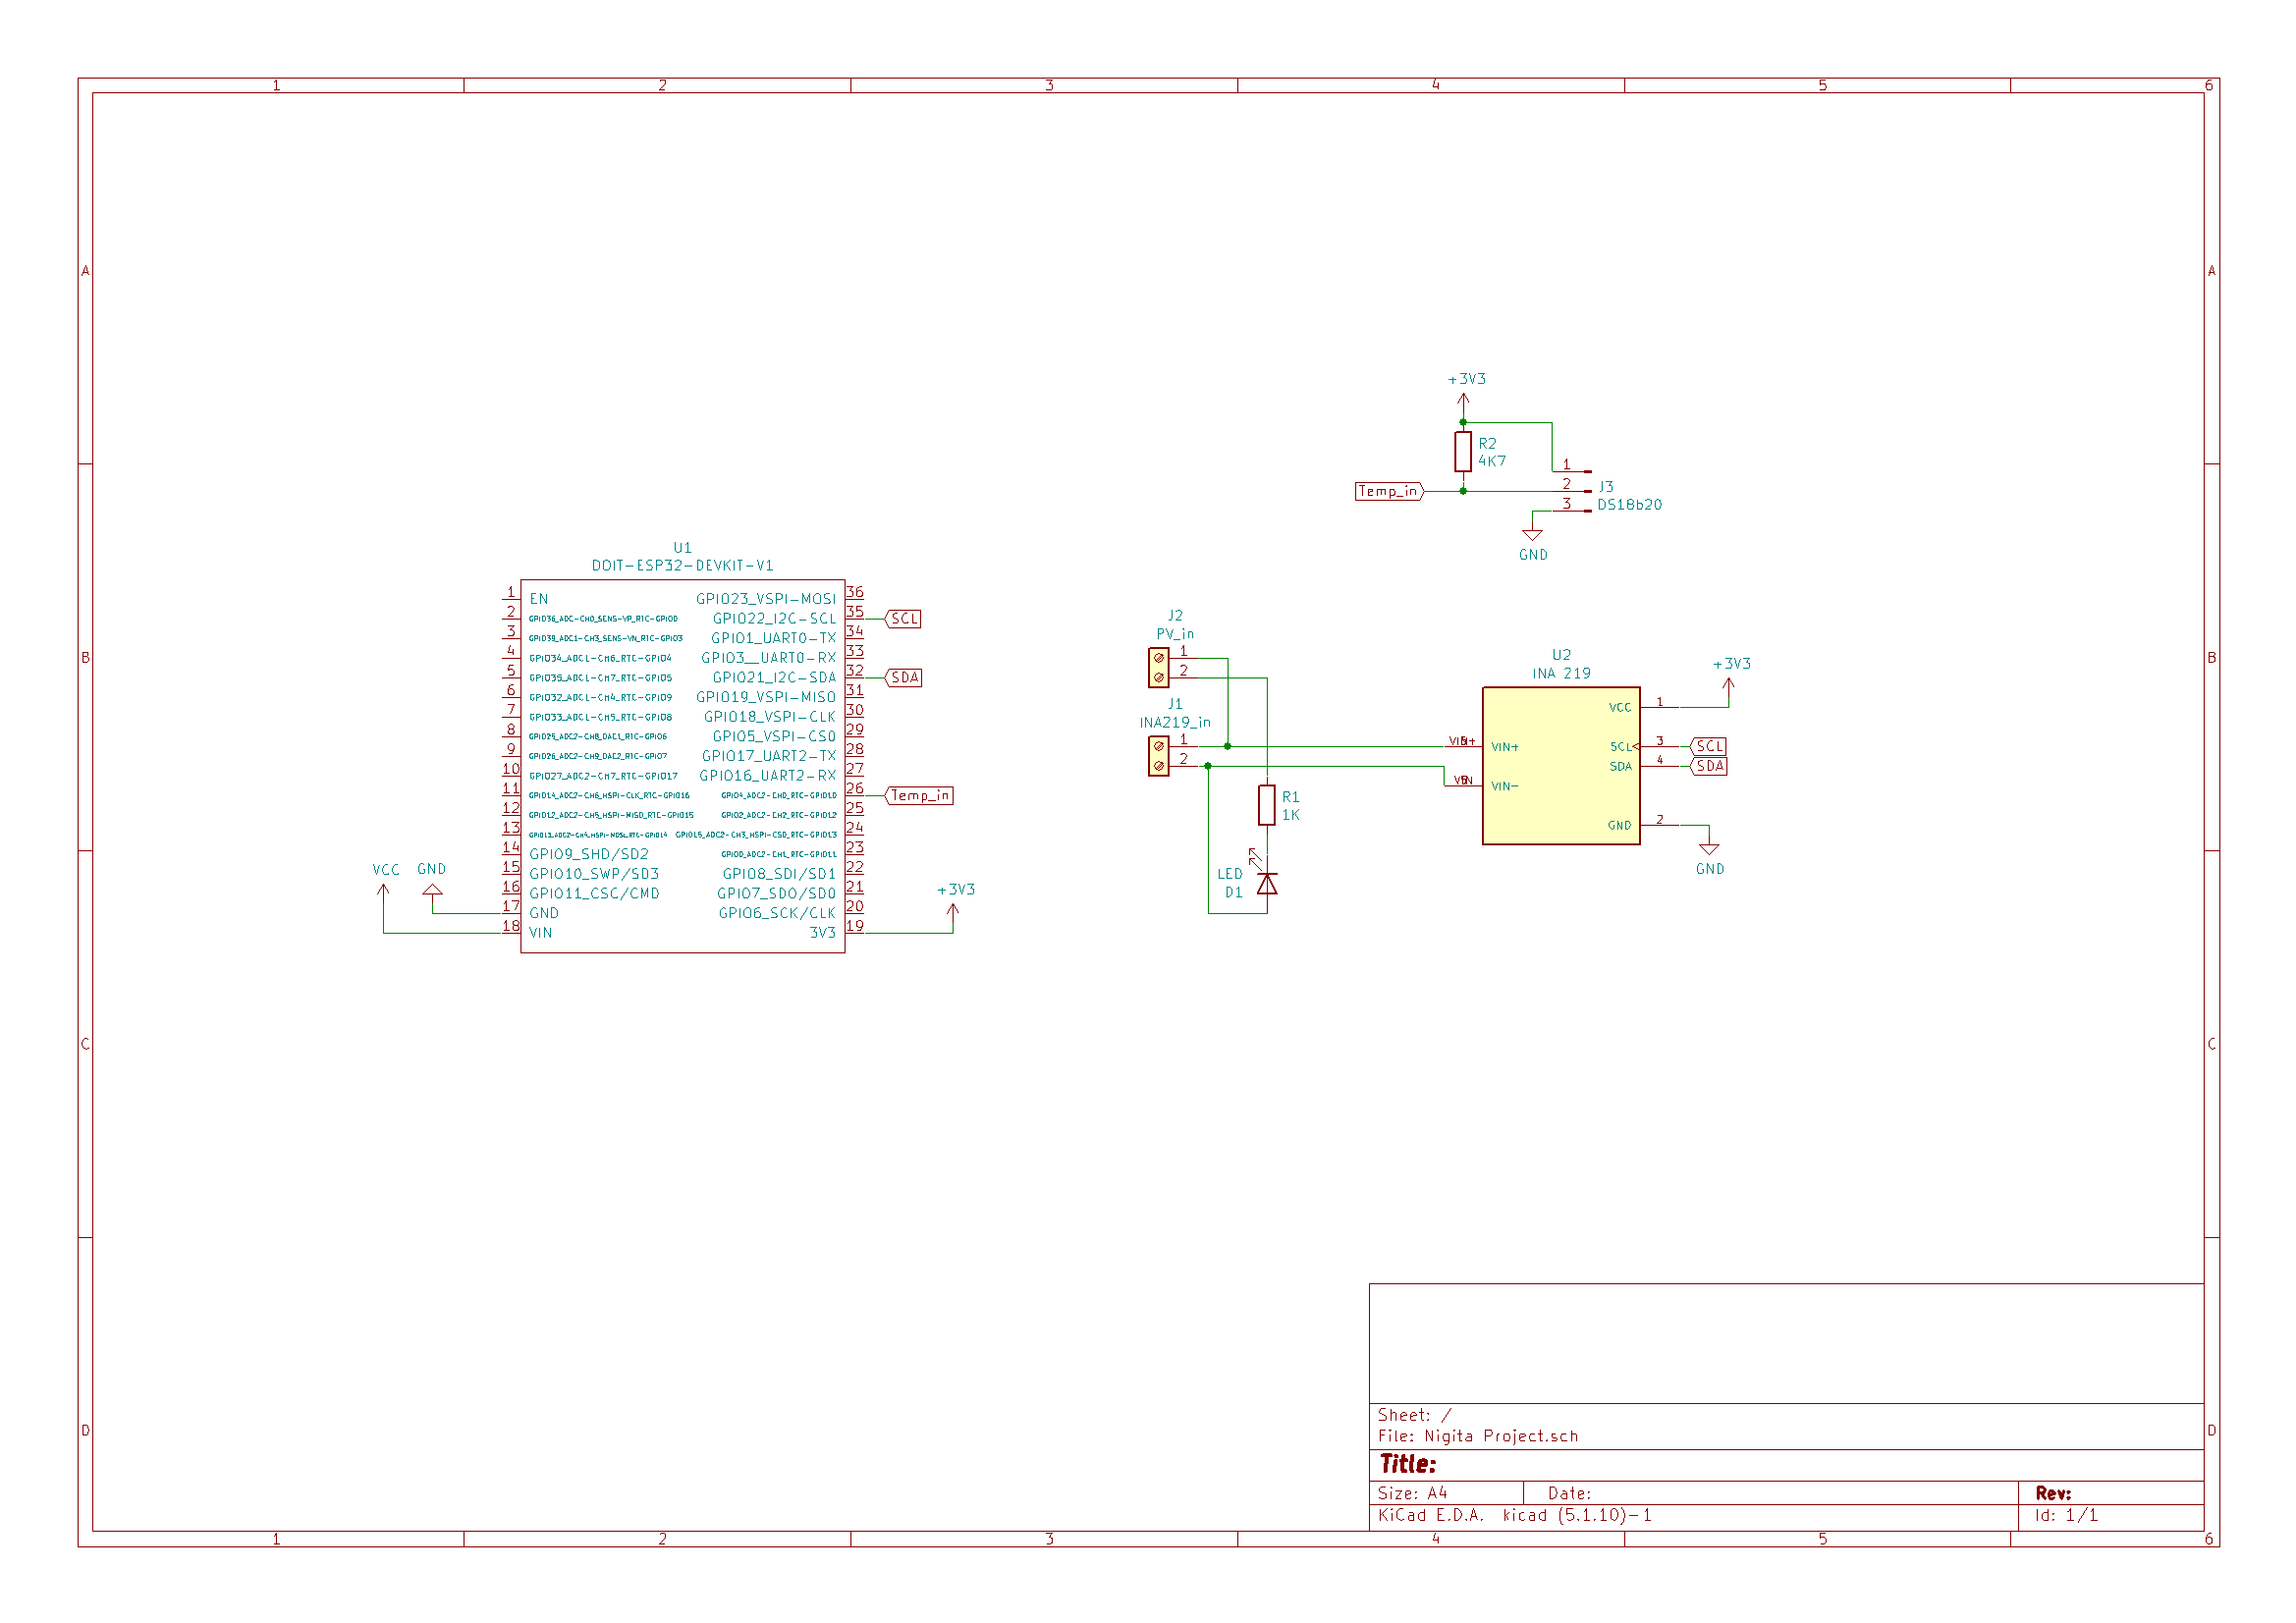 1 2 3 4 5 6
A A
+3V3
R2
4K7
1
2
3
Temp_in
J3
DS18b20
GND
U1
DOIT-ESP32-DEVKIT-V1
1 EN GPIO23_VSPI-MOSI 36
2 GPIO36_ADC-CH0_SENS-VP_RTC-GPIO0 GPIO22_I2C-SCL 35 SCL
3 GPIO39_ADC1-CH3_SENS-VN_RTC-GPIO3 GPIO1_UART0-TX 34
4 GPIO34_ADC1-CH6_RTC-GPIO4 GPIO3__UART0-RX 33
5 GPIO35_ADC1-CH7_RTC-GPIO5 GPIO21_I2C-SDA 32 SDA
6 GPIO32_ADC1-CH4_RTC-GPIO9 GPIO19_VSPI-MISO 31
7 GPIO33_ADC1-CH5_RTC-GPIO8 GPIO18_VSPI-CLK 30
8 GPIO25_ADC2-CH8_DAC1_RTC-GPIO6 GPIO5_VSPI-CS0 29
9 GPIO26_ADC2-CH9_DAC2_RTC-GPIO7 GPIO17_UART2-TX 28
10 GPIO27_ADC2-CH7_RTC-GPIO17 GPIO16_UART2-RX 27
11 GPIO14_ADC2-CH6_HSPI-CLK_RTC-GPIO16 GPIO4_ADC2-CH0_RTC-GPIO10 26 Temp_in
12 GPIO12_ADC2-CH5_HSPI-MISO_RTC-GPIO15 GPIO2_ADC2-CH2_RTC-GPIO12 25
13 GPIO13_ADC2-CH4_HSPI-MOSI_RTC-GPIO14 GPIO15_ADC2-CH3_HSPI-CS0_RTC-GPIO13 24
14 GPIO9_SHD/SD2 GPIO0_ADC2-CH1_RTC-GPIO11 23
15 GPIO10_SWP/SD3 GPIO8_SDI/SD1 22
16 GPIO11_CSC/CMD GPIO7_SDO/SD0 21
17 GND GPIO6_SCK/CLK 20
18 VIN 3V3 19
VCC GND
+3V3
B B
J2
PV_in
1
2
J1
INA219_in
1
2
R1
1K
LED
D1
U2
INA 219
+3V3
VCC 1
VIN+ SCL 3 SCL
SDA 4 SDA
VIN-
GND 2
GND
C C
D D
Sheet: /
File: Nigita Project.sch
Title:
Size: A4 Date: Rev:
KiCad E.D.A. kicad (5.1.10)-1 Id: 1/1
1 2 3 4 5 6